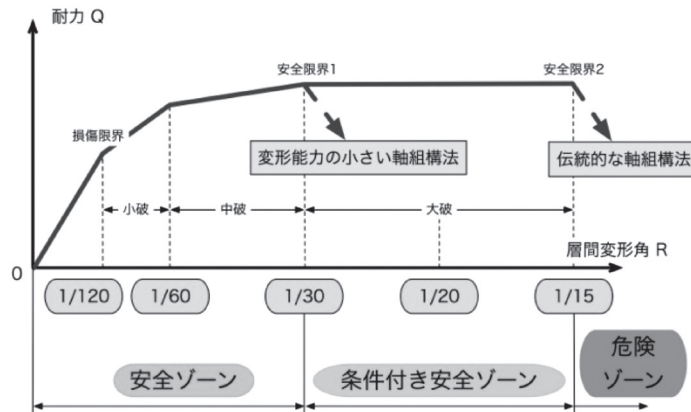 耐力 Q
安全限界1
安全限界2
損傷限界
変形能力の小さい軸組構法
伝統的な軸組構法
小破
中破
大破
層間変形角 R
0
1/120
1/60
1/30
1/20
1/15
安全ゾーン
条件付き安全ゾーン
危険
ゾーン